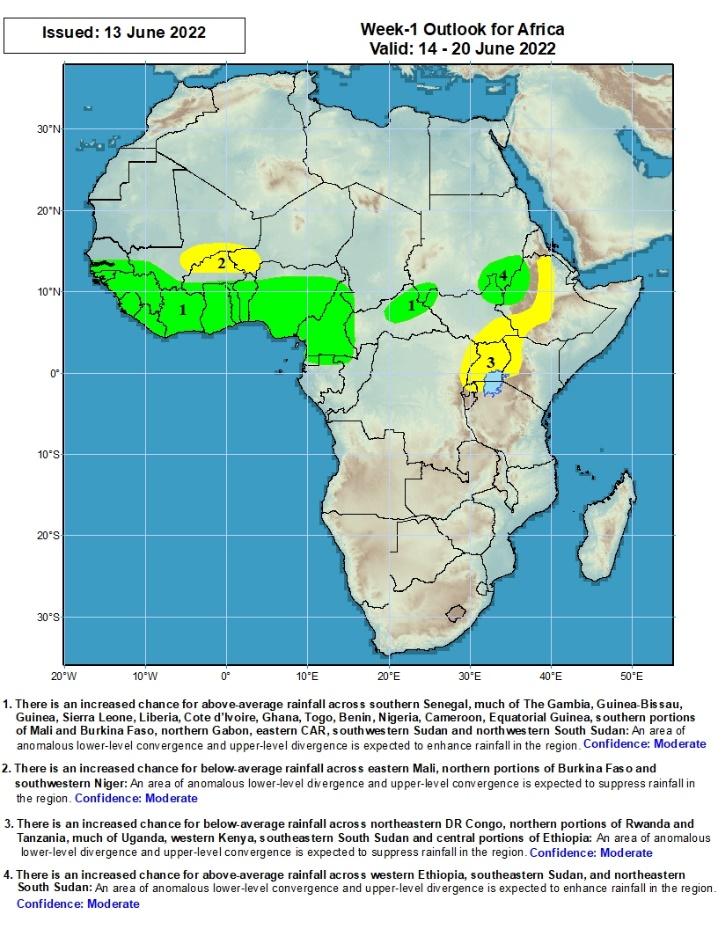 Issued: 13 June 2022
Week-1 Outlook for Africa
Valid: 14 - 20 June 2022
30°N
20°N
10°N
0°
10°S
20°S
30°S
2
1
1
4
3
20°W
10°W
0°
10°E
20°E
30°E
40°E
50°E
1. There is an increased chance for above-average rainfall across southern Senegal, much of The Gambia, Guinea-Bissau,
Guinea, Sierra Leone, Liberia, Cote d'Ivoire, Ghana, Togo, Benin, Nigeria, Cameroon, Equatorial Guinea, southern portions
of Mali and Burkina Faso, northern Gabon, eastern CAR, southwestern Sudan and northwestern South Sudan: An area of
anomalous lower-level convergence and upper-level divergence is expected to enhance rainfall in the region. Confidence: Moderate
2. There is an increased chance for below-average rainfall across eastern Mali, northern portions of Burkina Faso and
southwestern Niger: An area of anomalous lower-level divergence and upper-level convergence is expected to suppress rainfall in
the region. Confidence: Moderate
3. There is an increased chance for below-average rainfall across northeastern DR Congo, northern portions of Rwanda and
Tanzania, much of Uganda, western Kenya, southeastern South Sudan and central portions of Ethiopia: An area of anomalous
lower-level divergence and upper-level convergence is expected to suppress rainfall in the region. Confidence: Moderate
4. There is an increased chance for above-average rainfall across western Ethiopia, southeastern Sudan, and northeastern
South Sudan: An area of anomalous lower-level convergence and upper-level divergence is expected to enhance rainfall in the region.
Confidence: Moderate